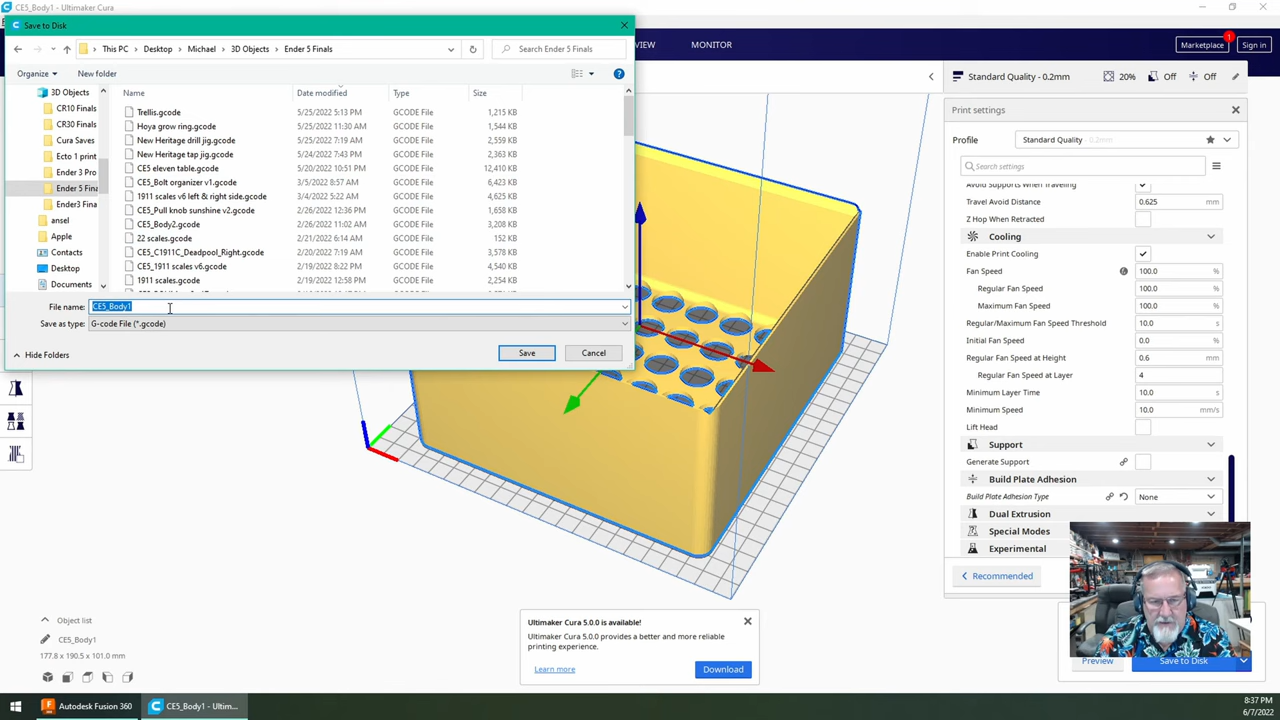 CE5_Body1 - Ultimaker Cura
Save to Disk
This PC > Desktop > Michael > 3D Objects > Ender 5 Finals
Search Ender 5 Finals
Organize
New folder
3D Objects
CR10 Finals
CR30 Finals
Cura Saves
Ecto 1 print
Ender 3 Pro
Ender 5 Fina
Ender3 Fina
ansel
Apple
Contacts
Desktop
Documents
Name Date modified Type Size
Trellis.gcode 5/25/2022 5:13 PM GCODE File 1,215 KB
Hoya grow ring.gcode 5/25/2022 11:30 AM GCODE File 1,544 KB
New Heritage drill jig.gcode 5/25/2022 7:19 AM GCODE File 2,559 KB
New Heritage tap jig.gcode 5/24/2022 7:43 PM GCODE File 2,363 KB
CE5 eleven table.gcode 5/20/2022 10:51 PM GCODE File 12,410 KB
CE5_Bolt organizer v1.gcode 3/5/2022 8:57 AM GCODE File 6,423 KB
1911 scales v6 left & right side.gcode 3/4/2022 5:22 AM GCODE File 4,625 KB
CE5_Pull knob sunshine v2.gcode 2/26/2022 12:36 PM GCODE File 1,658 KB
CE5_Body2.gcode 2/26/2022 11:02 AM GCODE File 3,208 KB
22 scales.gcode 2/21/2022 6:14 AM GCODE File 152 KB
CE5_C1911C_Deadpool_Right.gcode 2/20/2022 7:19 AM GCODE File 3,578 KB
CE5_1911 scales v6.gcode 2/19/2022 8:22 PM GCODE File 4,540 KB
1911 scales.gcode 2/19/2022 12:58 PM GCODE File 2,254 KB
File name: CE5_Body1
Save as type: G-code File (*.gcode)
Hide Folders
Save
Cancel
VIEW
MONITOR
Marketplace
1
Sign in
Standard Quality - 0.2mm
20%
Off
Off
Print settings
Profile
Standard Quality 0.2mm
Search settings
Avoid Supports When Traveling
Travel Avoid Distance 0.625 mm
Z Hop When Retracted
Cooling
Enable Print Cooling
Fan Speed 100.0 %
Regular Fan Speed 100.0 %
Maximum Fan Speed 100.0 %
Regular/Maximum Fan Speed Threshold 10.0 s
Initial Fan Speed 0.0 %
Regular Fan Speed at Height 0.6 mm
Regular Fan Speed at Layer 4
Minimum Layer Time 10.0 s
Minimum Speed 10.0 mm/s
Lift Head
Support
Generate Support
Build Plate Adhesion
Build Plate Adhesion Type None
Dual Extrusion
Special Modes
Experimental
Recommended
Preview
Save to Disk
Ultimaker Cura 5.0.0 is available!
Ultimaker Cura 5.0.0 provides a better and more reliable
printing experience.
Learn more
Download
Object list
CE5_Body1
177.8 x 190.5 x 101.0 mm
Autodesk Fusion 360
CE5_Body1 - Ultim...
8:37 PM
6/7/2022